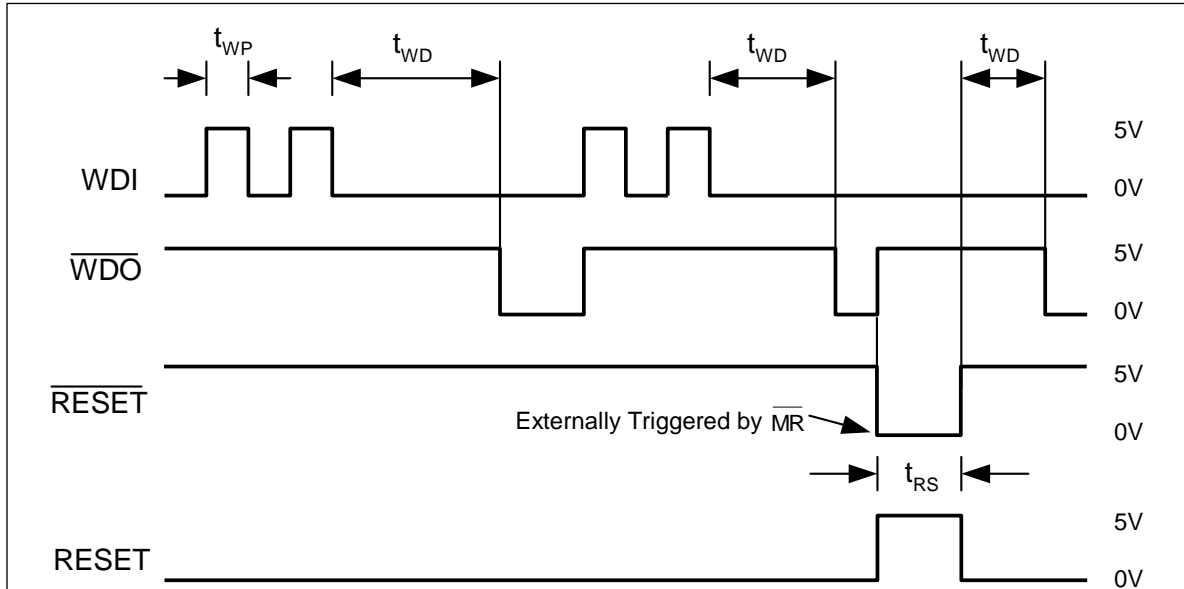 tWP
tWD
tWD
tWD
WDI
5V
0V
WDO
5V
0V
RESET
5V
0V
Externally Triggered by MR
tRS
RESET
5V
0V